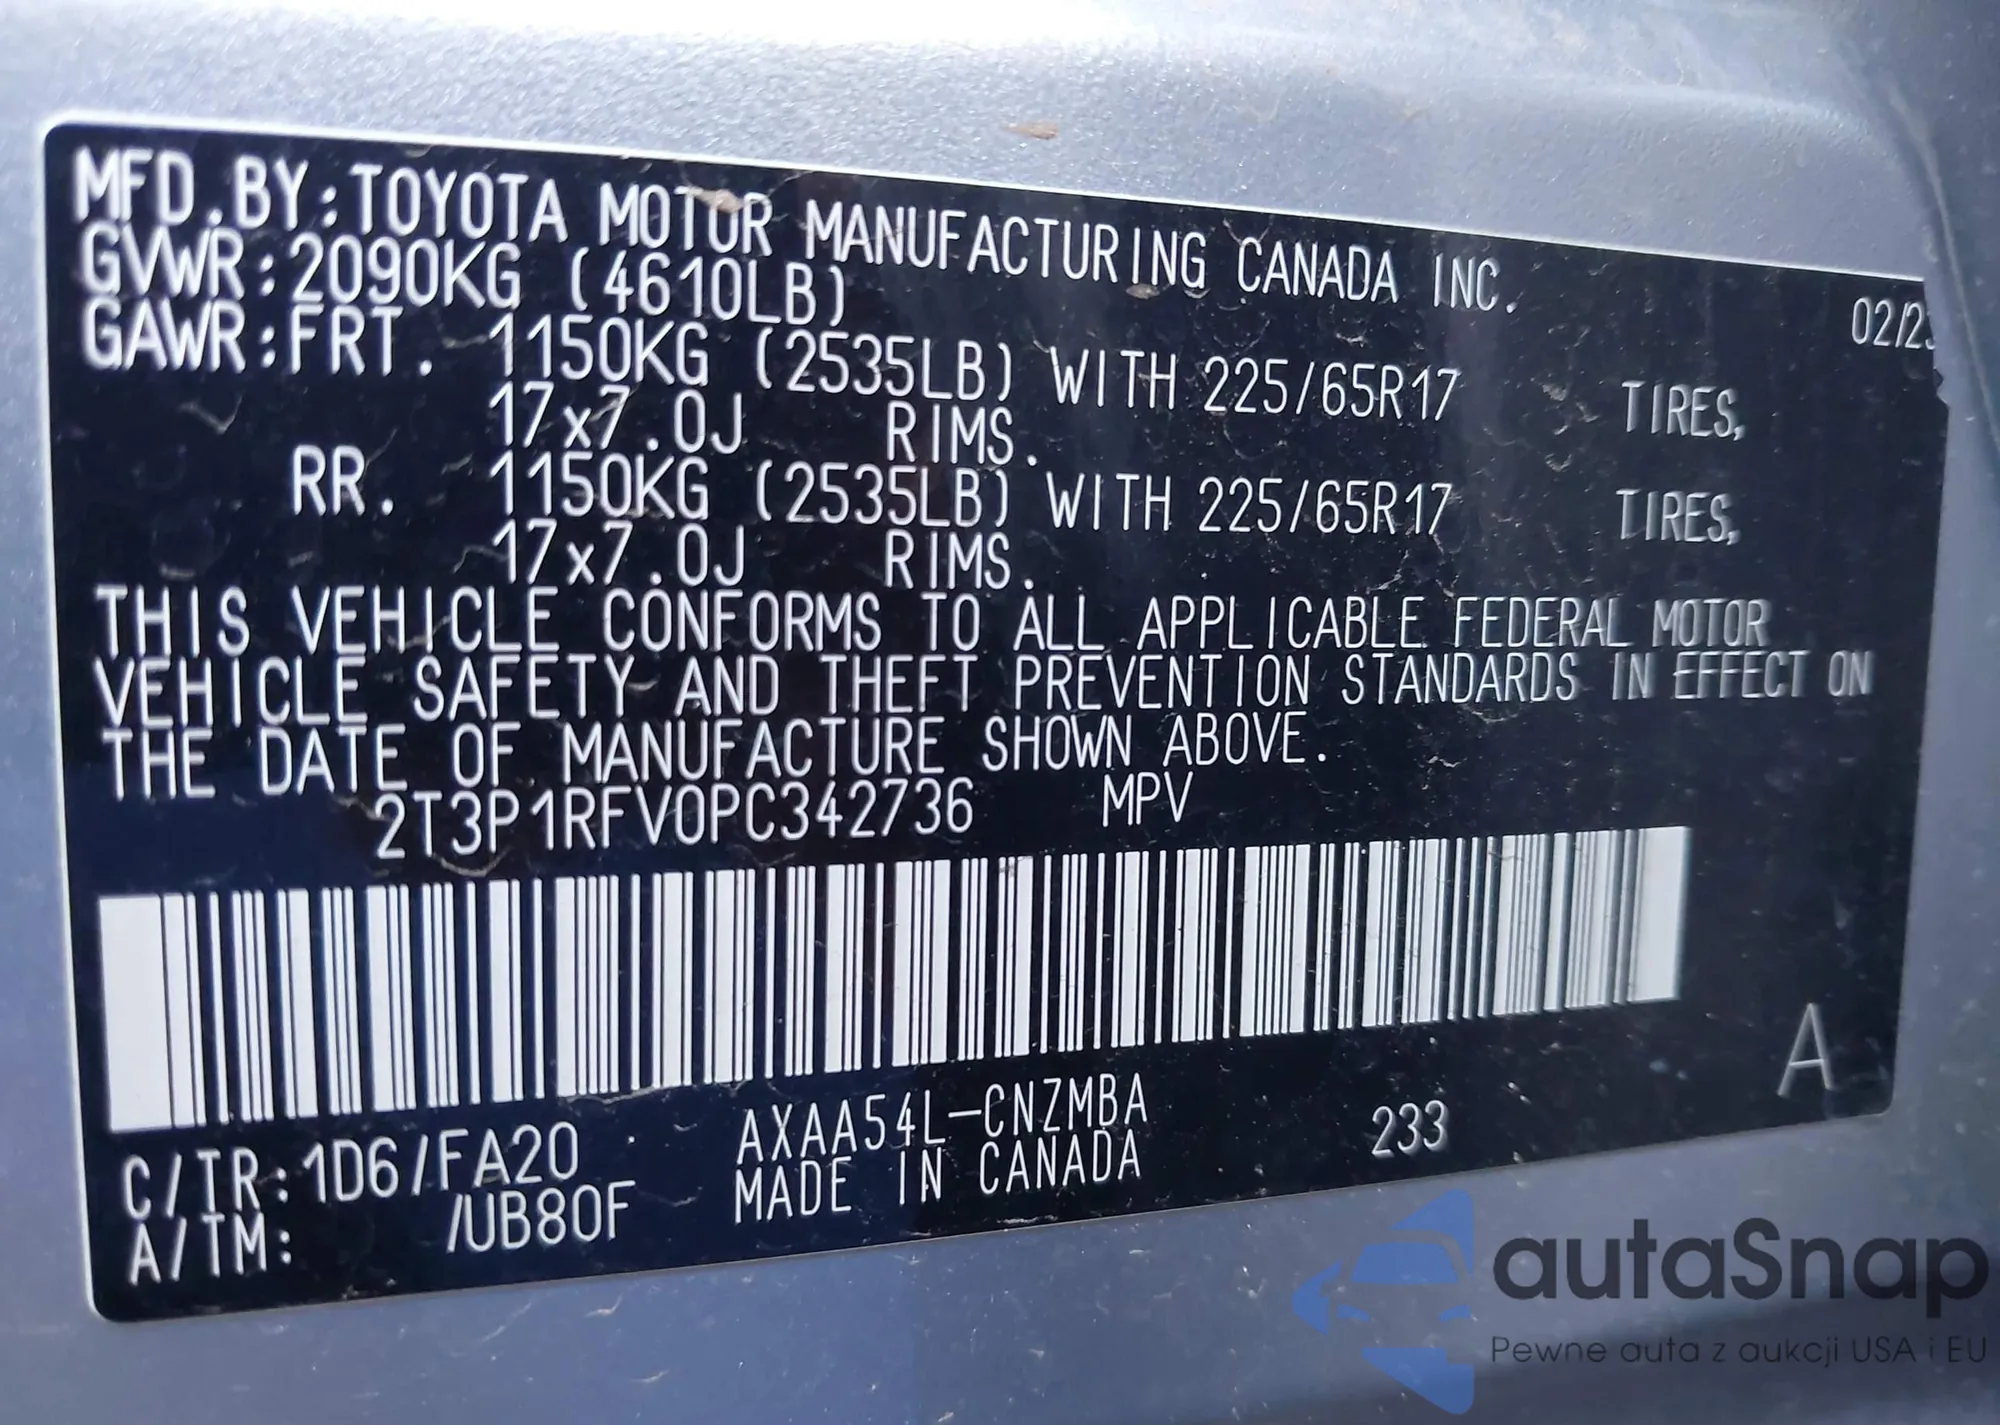 MFD.BY:TOYOTA MOTOR MANUFACTURING CANADA INC.
GVWR:2090KG (4610LB) 02/23
GAWR:FRT. 1150KG (2535LB) WITH 225/65R17 TIRES,
17x7.0J RIMS.
RR. 1150KG (2535LB) WITH 225/65R17 TIRES,
17x7.0J RIMS.
THIS VEHICLE CONFORMS TO ALL APPLICABLE FEDERAL MOTOR
VEHICLE SAFETY AND THEFT PREVENTION STANDARDS IN EFFECT ON
THE DATE OF MANUFACTURE SHOWN ABOVE.
2T3P1RFV0PC342736 MPV
A
C/TR:1D6/FA20 AXAA54L-CNZMBA 233
A/TM: /UB80F MADE IN CANADA
autaSnap
Pewne auta z aukcji USA i EU